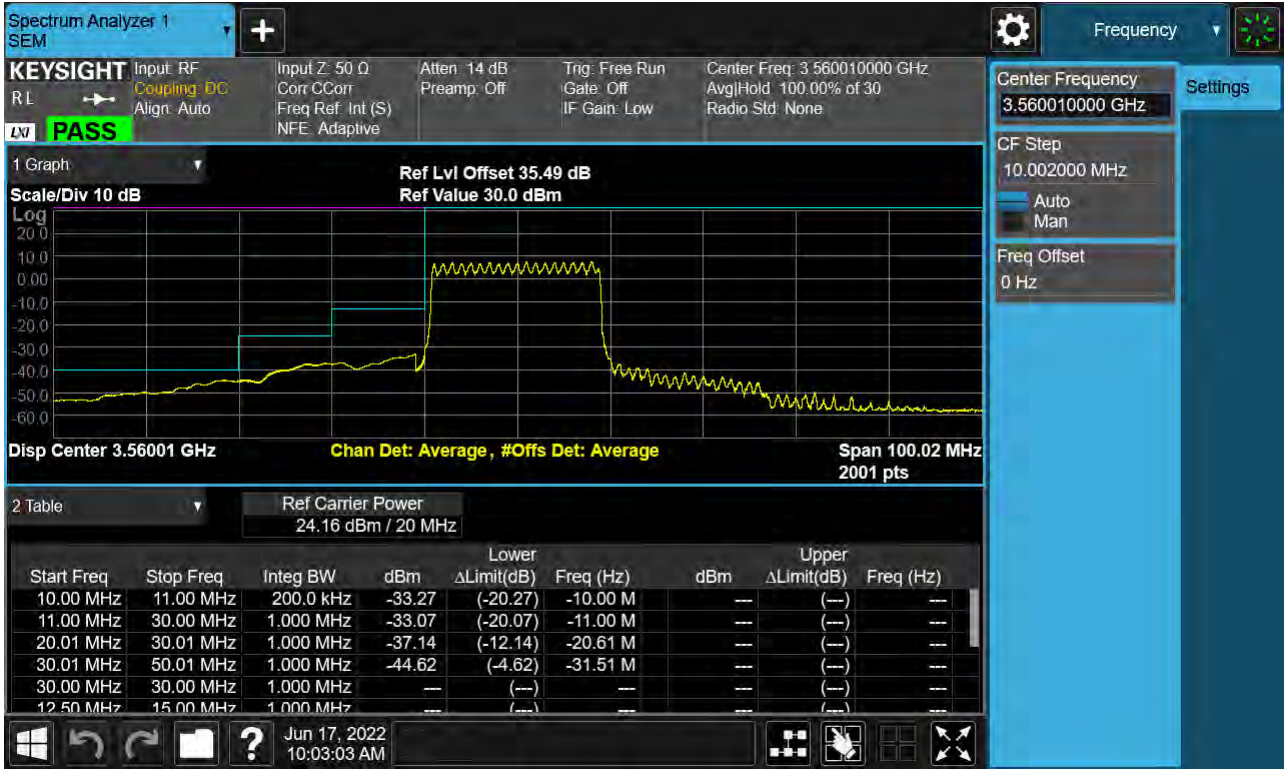 Spectrum Analyzer 1
SEM
+
Frequency
KEYSIGHT
RL
LXI
PASS
Input: RF
Coupling: DC
Align: Auto
Input Z: 50 Ω
Corr CCorr
Freq Ref: Int (S)
NFE: Adaptive
Atten: 14 dB
Preamp: Off
Trig: Free Run
Gate: Off
IF Gain: Low
Center Freq: 3.560010000 GHz
Avg|Hold: 100.00% of 30
Radio Std: None
Center Frequency
3.560010000 GHz
Settings
CF Step
10.002000 MHz
Auto
Man
Freq Offset
0 Hz
1 Graph
Scale/Div 10 dB
Ref Lvl Offset 35.49 dB
Ref Value 30.0 dBm
Log
20.0
10.0
0.00
-10.0
-20.0
-30.0
-40.0
-50.0
-60.0
Disp Center 3.56001 GHz
Chan Det: Average, #Offs Det: Average
Span 100.02 MHz
2001 pts
2 Table
Ref Carrier Power
24.16 dBm / 20 MHz
Lower Upper
Start Freq Stop Freq Integ BW dBm ΔLimit(dB) Freq (Hz) dBm ΔLimit(dB) Freq (Hz)
10.00 MHz 11.00 MHz 200.0 kHz -33.27 (-20.27) -10.00 M --- (---) ---
11.00 MHz 30.00 MHz 1.000 MHz -33.07 (-20.07) -11.00 M --- (---) ---
20.01 MHz 30.01 MHz 1.000 MHz -37.14 (-12.14) -20.61 M --- (---) ---
30.01 MHz 50.01 MHz 1.000 MHz -44.62 (-4.62) -31.51 M --- (---) ---
30.00 MHz 30.00 MHz 1.000 MHz --- (---) --- --- (---) ---
12.50 MHz 15.00 MHz 1.000 MHz --- (---) --- --- (---) ---
?
Jun 17, 2022
10:03:03 AM